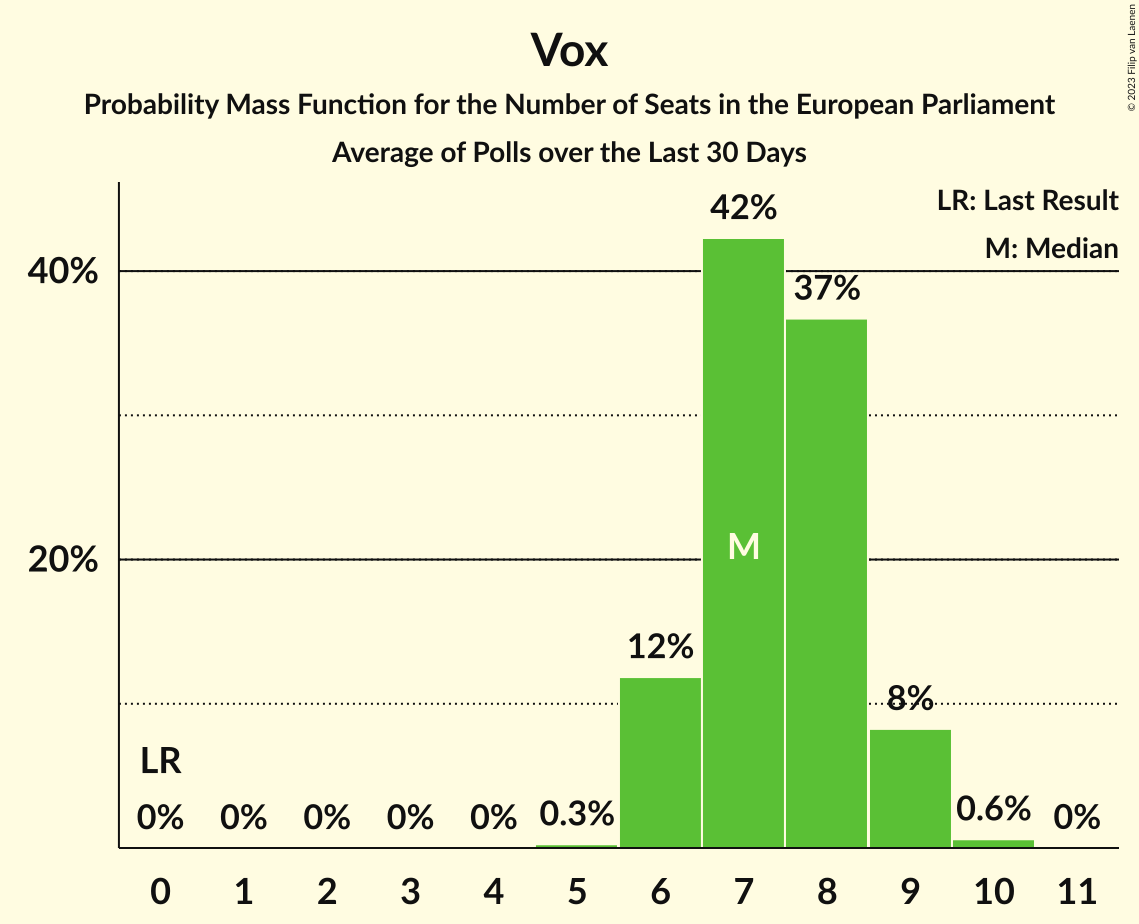 Vox
Probability Mass Function for the Number of Seats in the European Parliament
Average of Polls over the Last 30 Days
© 2023 Filip van Laenen
LR: Last Result
M: Median
40%
20%
LR
0%
0%
0%
0%
0%
0.3%
12%
42%
M
37%
8%
0.6%
0%
0 1 2 3 4 5 6 7 8 9 10 11